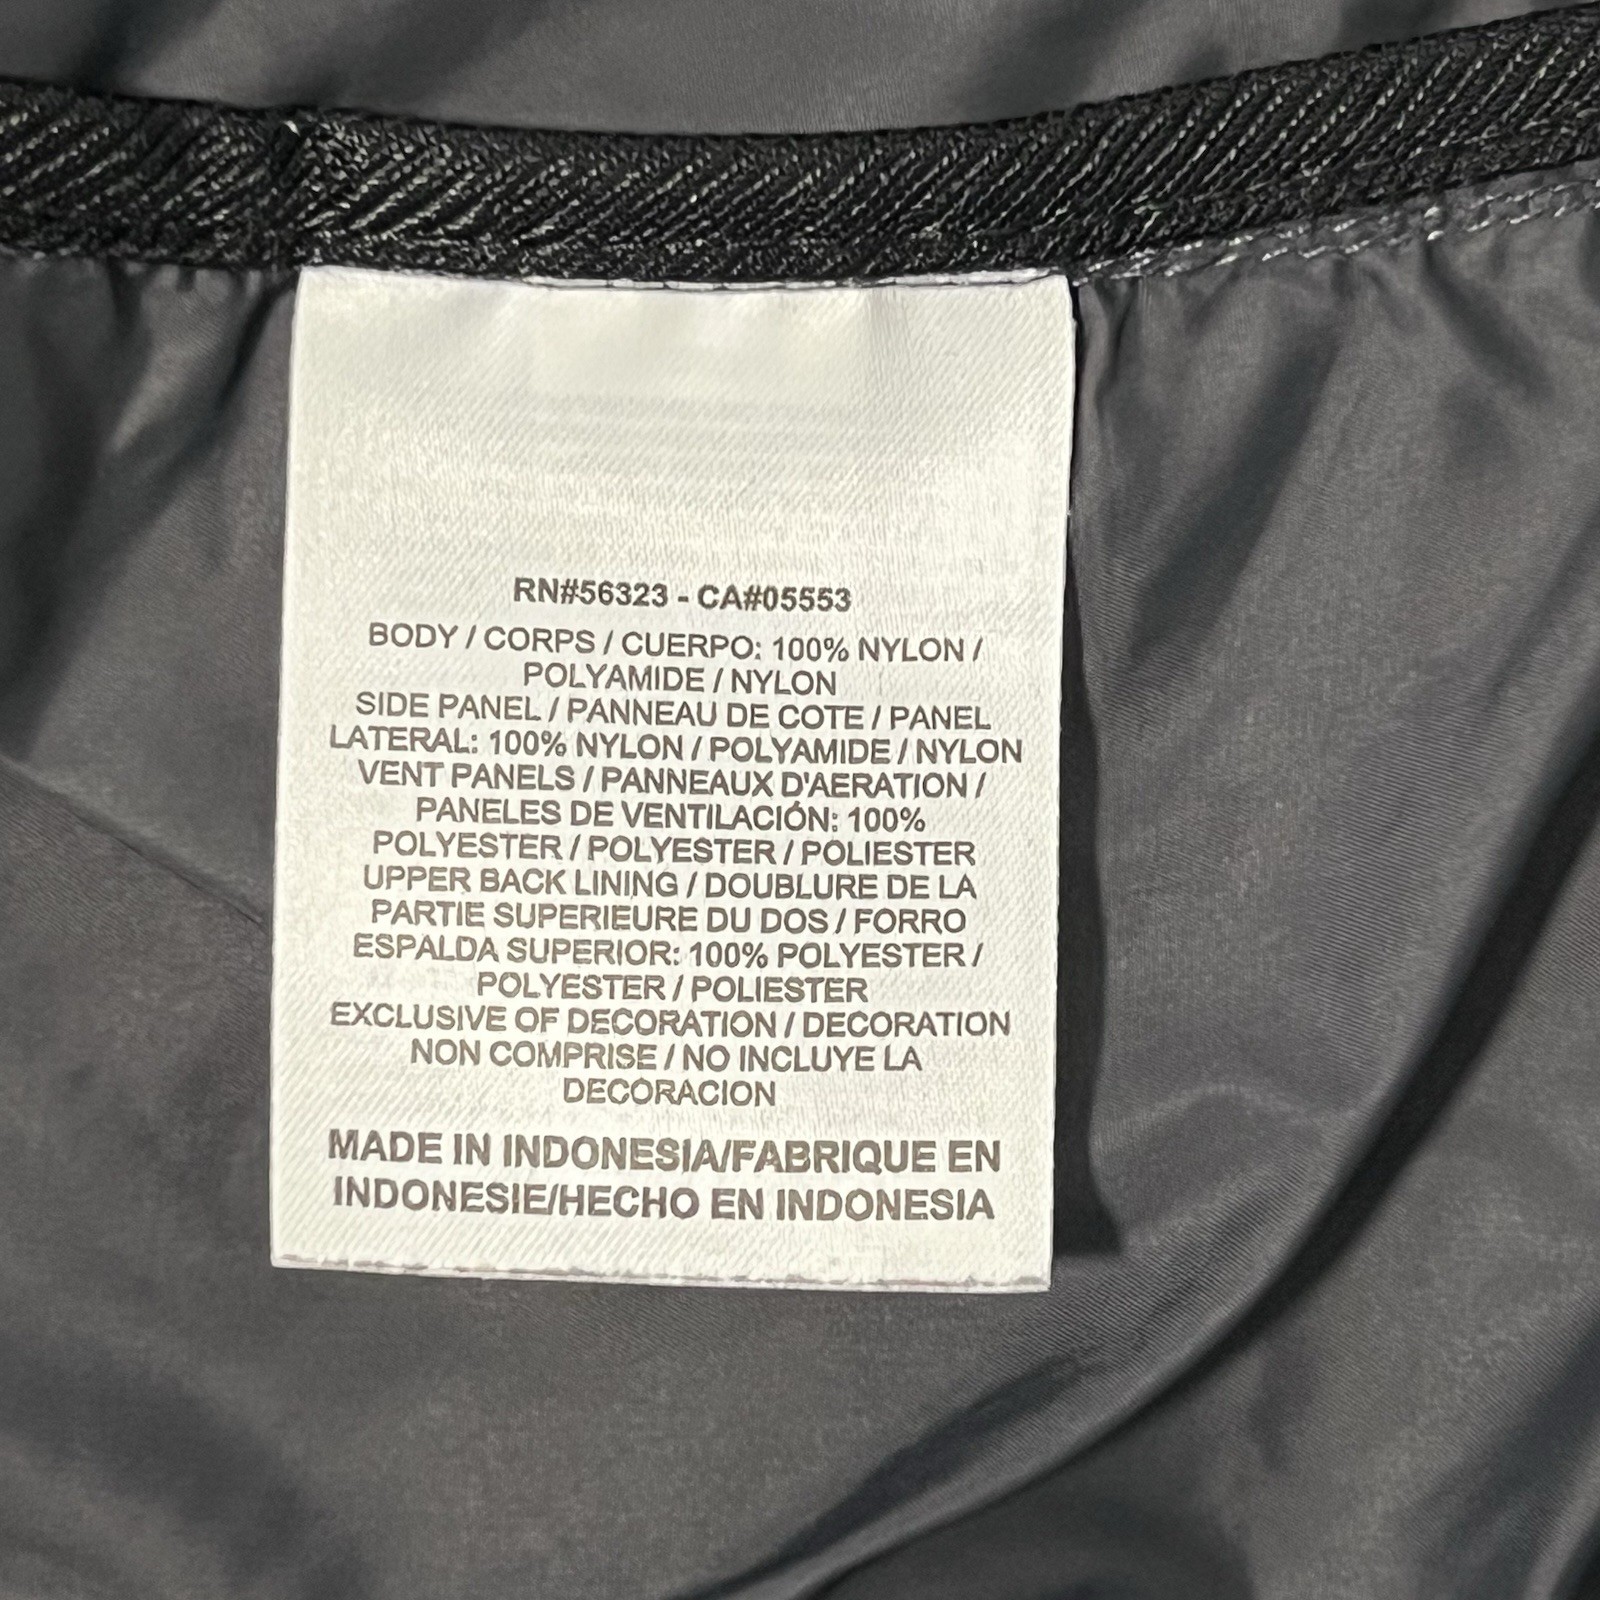 RN#56323 - CA#05553
BODY / CORPS / CUERPO: 100% NYLON /
POLYAMIDE / NYLON
SIDE PANEL / PANNEAU DE COTE / PANEL
LATERAL: 100% NYLON / POLYAMIDE / NYLON
VENT PANELS / PANNEAUX D'AERATION /
PANELES DE VENTILACIÓN: 100%
POLYESTER / POLYESTER / POLIESTER
UPPER BACK LINING / DOUBLURE DE LA
PARTIE SUPERIEURE DU DOS / FORRO
ESPALDA SUPERIOR: 100% POLYESTER /
POLYESTER / POLIESTER
EXCLUSIVE OF DECORATION / DECORATION
NON COMPRISE / NO INCLUYE LA
DECORACION
MADE IN INDONESIA/FABRIQUE EN
INDONESIE/HECHO EN INDONESIA